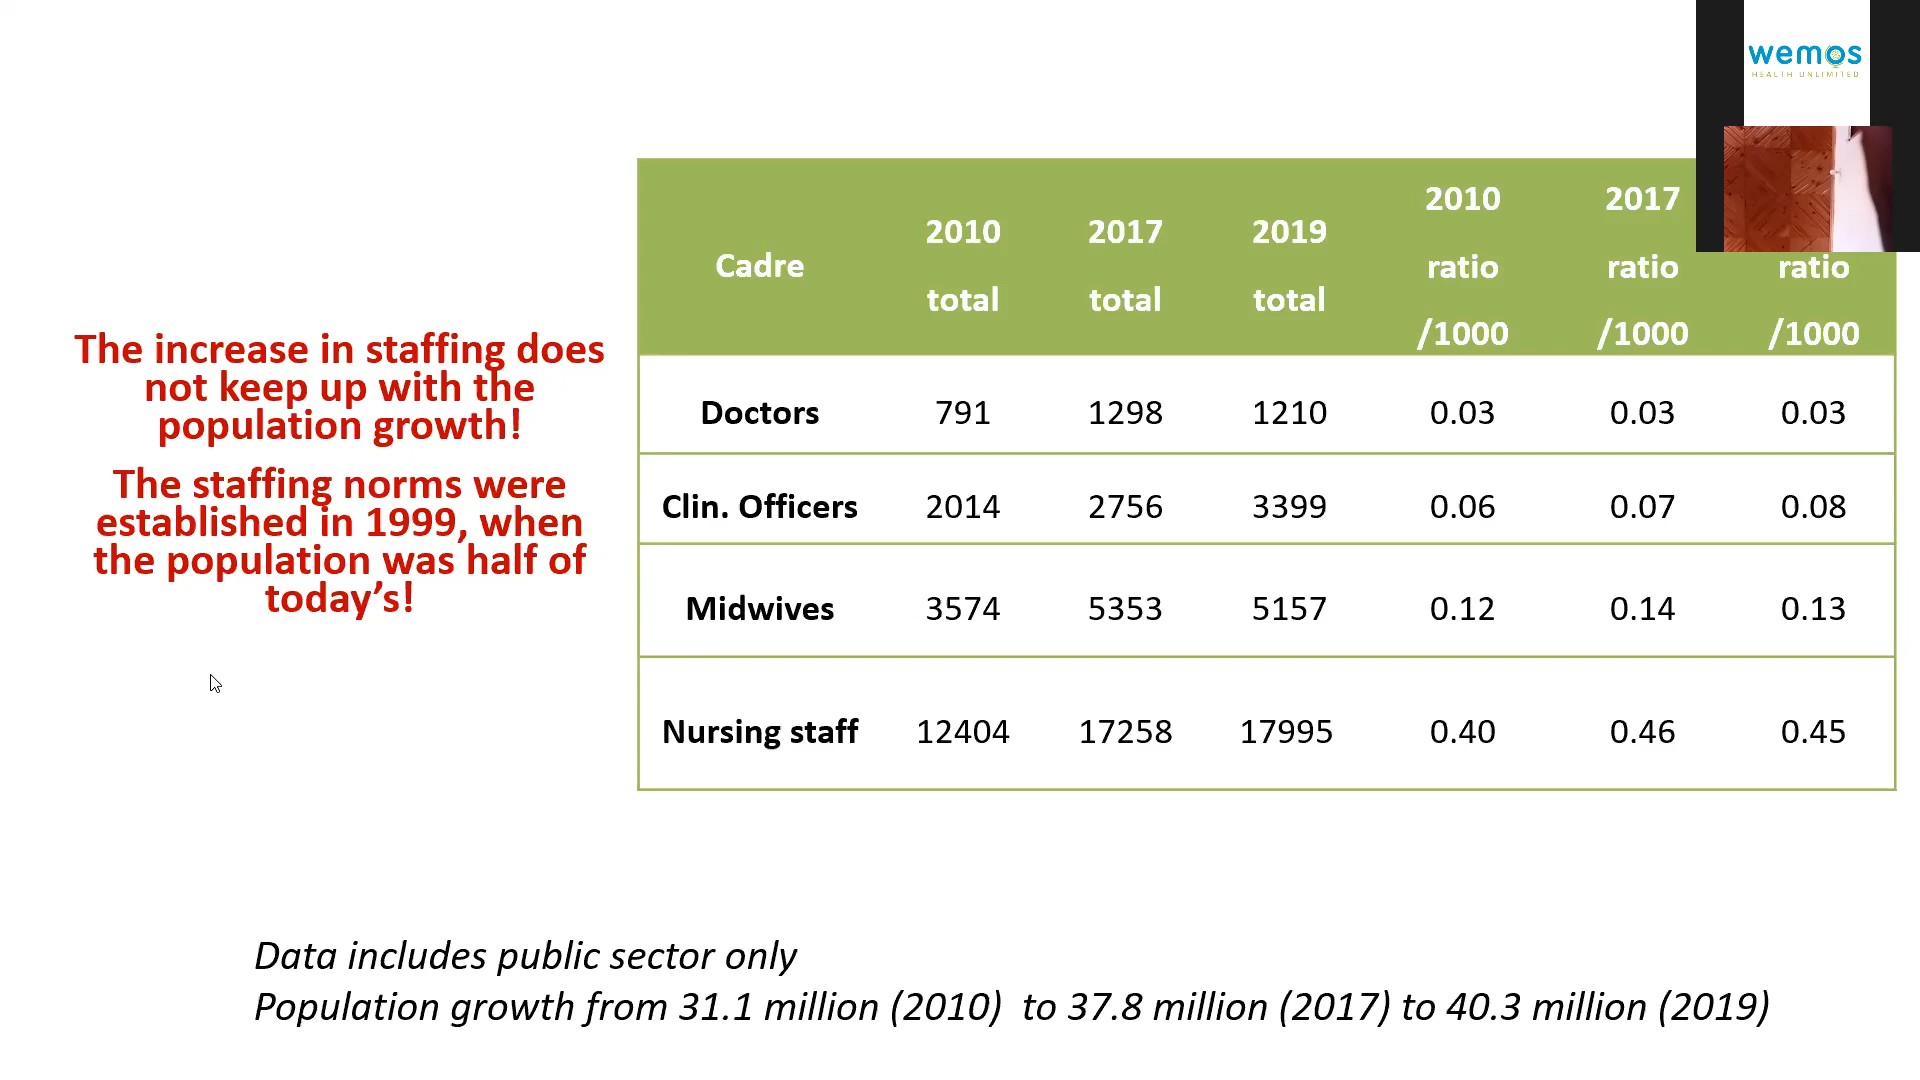 wemos
HEALTH UNLIMITED
The increase in staffing does
not keep up with the
population growth!
The staffing norms were
established in 1999, when
the population was half of
today's!
Cadre 2010 total 2017 total 2019 total 2010 ratio /1000 2017 ratio /1000 ratio /1000
Doctors 791 1298 1210 0.03 0.03 0.03
Clin. Officers 2014 2756 3399 0.06 0.07 0.08
Midwives 3574 5353 5157 0.12 0.14 0.13
Nursing staff 12404 17258 17995 0.40 0.46 0.45
Data includes public sector only
Population growth from 31.1 million (2010) to 37.8 million (2017) to 40.3 million (2019)